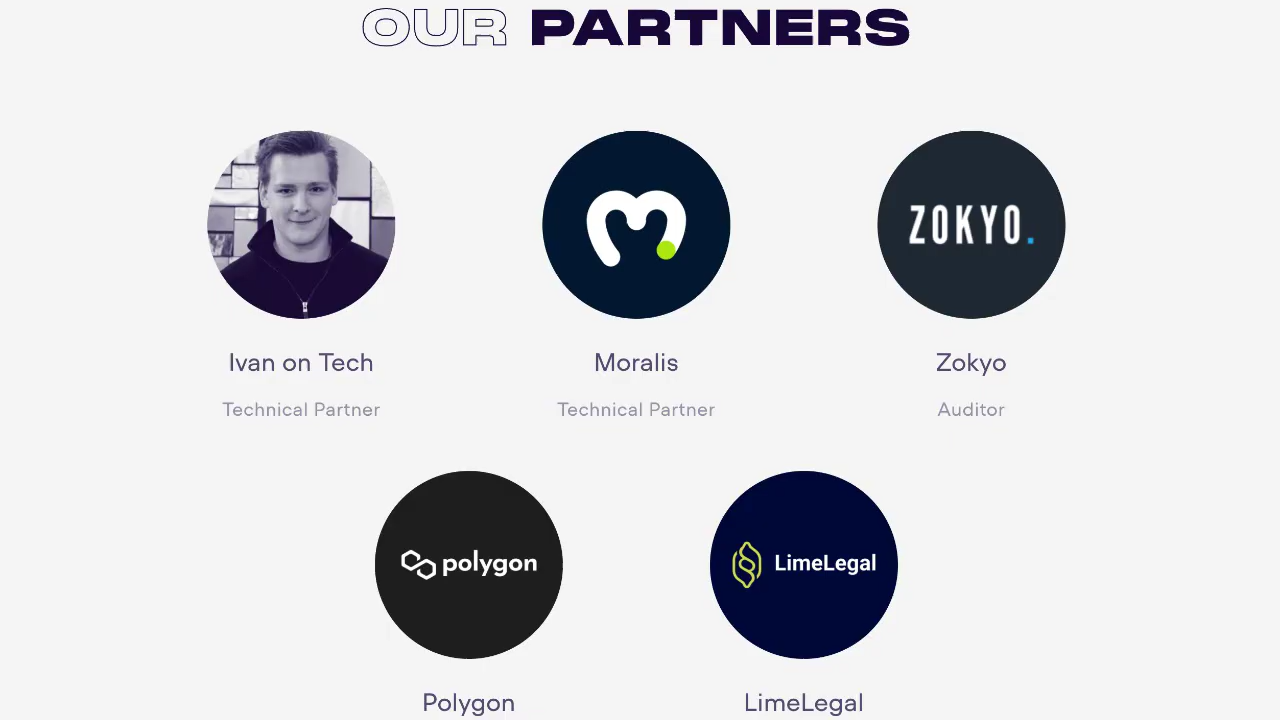 OUR PARTNERS
ZOKYO.
Ivan on Tech
Moralis
Zokyo
Technical Partner
Technical Partner
Auditor
polygon
LimeLegal
Polygon
LimeLegal